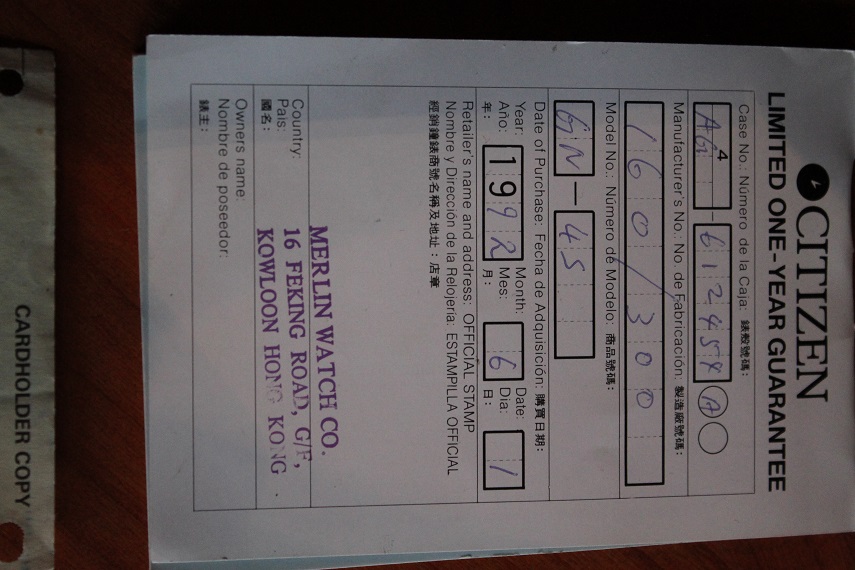 CITIZEN
LIMITED ONE-YEAR GUARANTEE
Case No.: Número de la Caja: 錶殼號碼:
AG4 - 612458 A
Manufacturer's No.: No. de Fabricación: 製造廠號碼:
160/300
Model No.: Número de Modelo: 商品號碼:
GN-4S
Date of Purchase: Fecha de Adquisición: 購買日期:
Year: Month: Date:
Año: 1992 Mes: 6 Dia: 1
年: 月: 日:
Retailer's name and address: OFFICIAL STAMP
Nombre y Dirección de la Relojería: ESTAMPILLA OFFICIAL
經銷鐘錶商號名稱及地址:店章
MERLIN WATCH CO.
16 PEKING ROAD, G/F,
KOWLOON HONG KONG.
Country:
Pais:
國名:
Owners name:
Nombre de poseedor:
錶主:
CARDHOLDER COPY